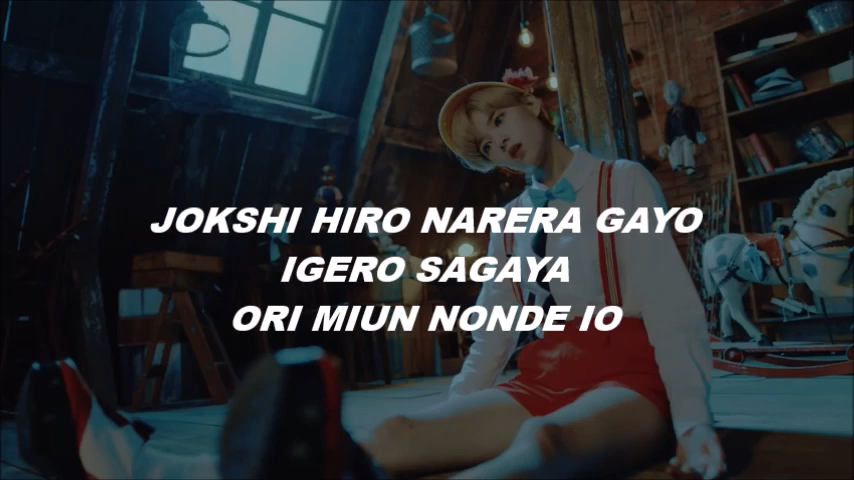 JOKSHI HIRO NARERA GAYO
IGERO SAGAYA
ORI MIUN NONDE IO